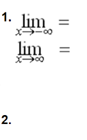 1. lim x→-∞ =
lim x→∞ =
2.